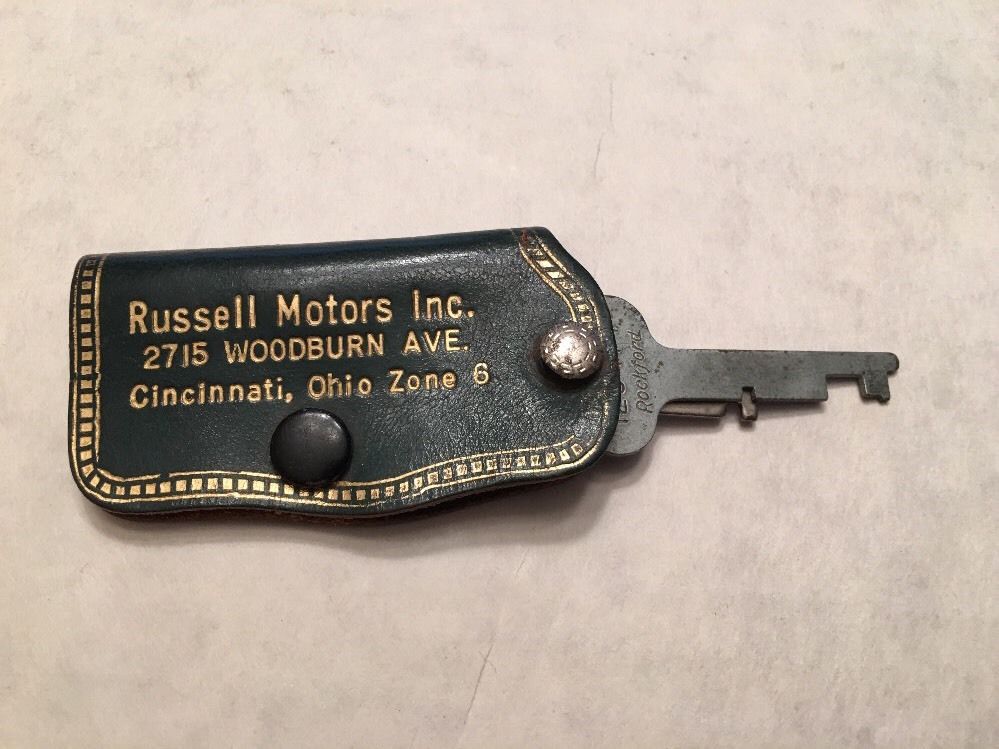 Russell Motors Inc.
2715 WOODBURN AVE.
Cincinnati, Ohio Zone 6
Rockford